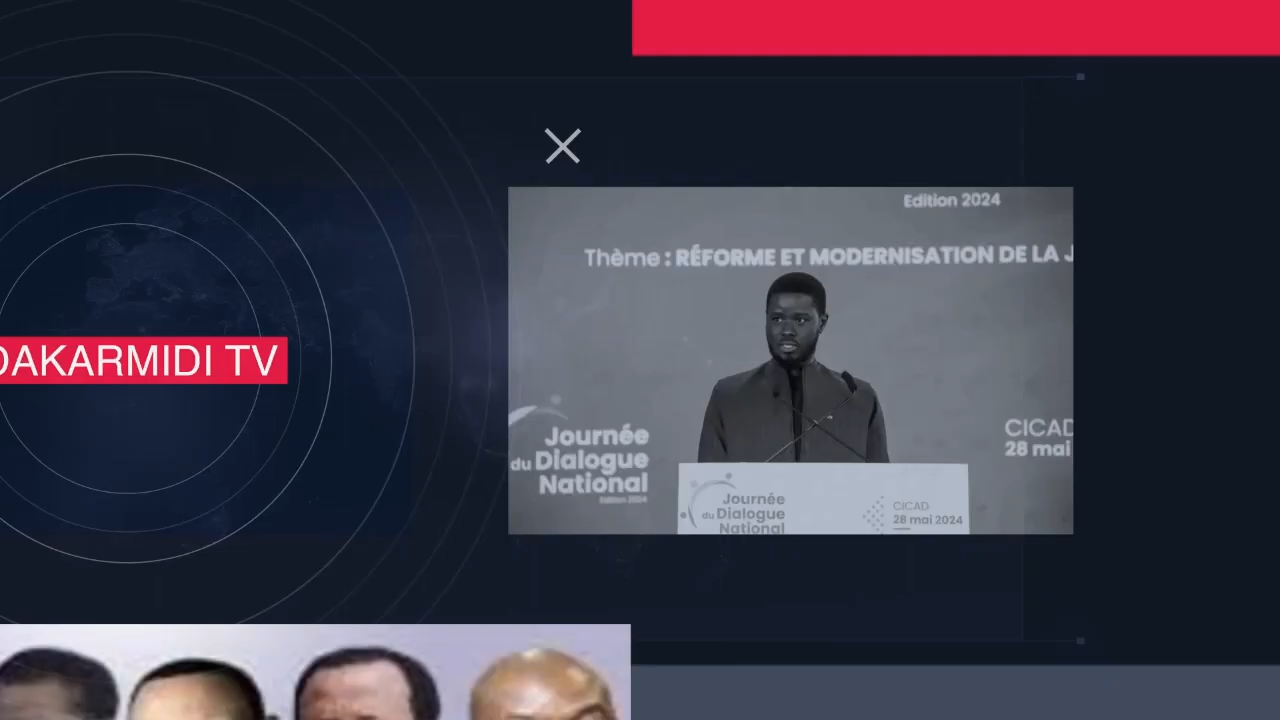 Edition 2024
Thème : RÉFORME ET MODERNISATION DE LA J
DAKARMIDI TV
Journée
du Dialogue
National
Edition 2024
CICAD
28 mai
Journée
du Dialogue
National
CICAD
28 mai 2024